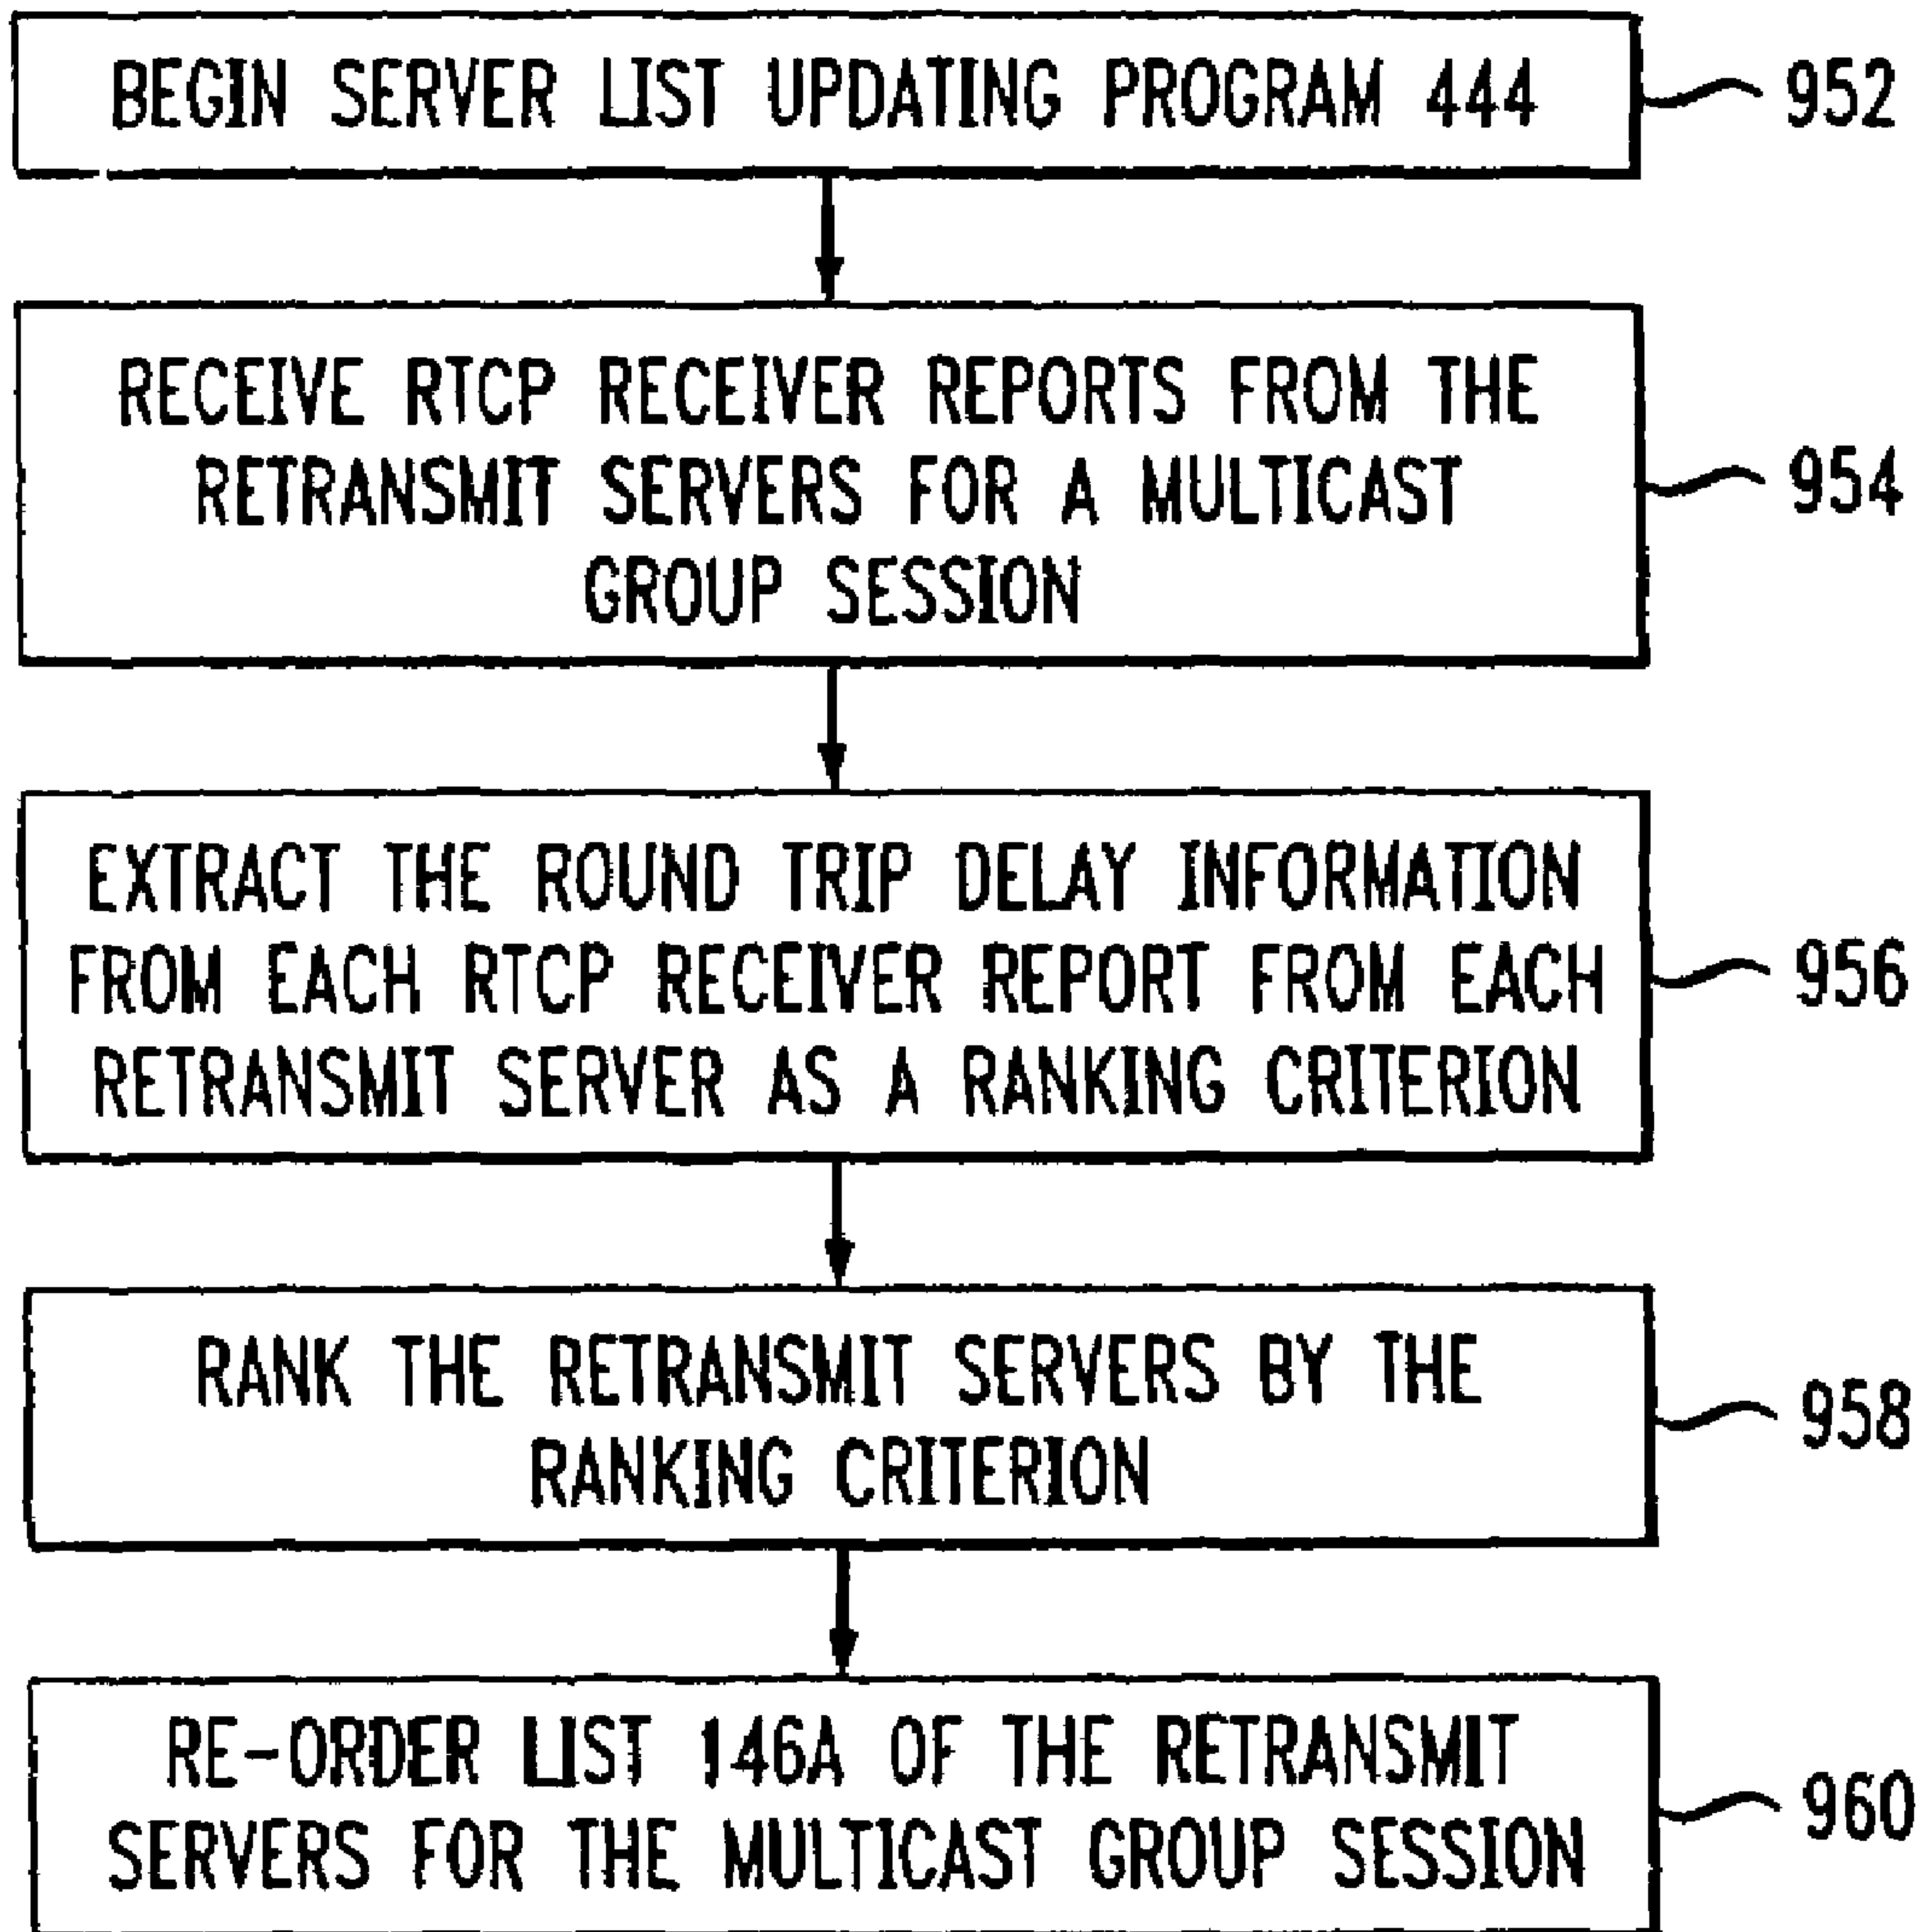 BEGIN SERVER LIST UPDATING PROGRAM 444
952
RECEIVE RTCP RECEIVER REPORTS FROM THE
RETRANSMIT SERVERS FOR A MULTICAST
GROUP SESSION
954
EXTRACT THE ROUND TRIP DELAY INFORMATION
FROM EACH RTCP RECEIVER REPORT FROM EACH
RETRANSMIT SERVER AS A RANKING CRITERION
956
RANK THE RETRANSMIT SERVERS BY THE
RANKING CRITERION
958
RE-ORDER LIST 146A OF THE RETRANSMIT
SERVERS FOR THE MULTICAST GROUP SESSION
960